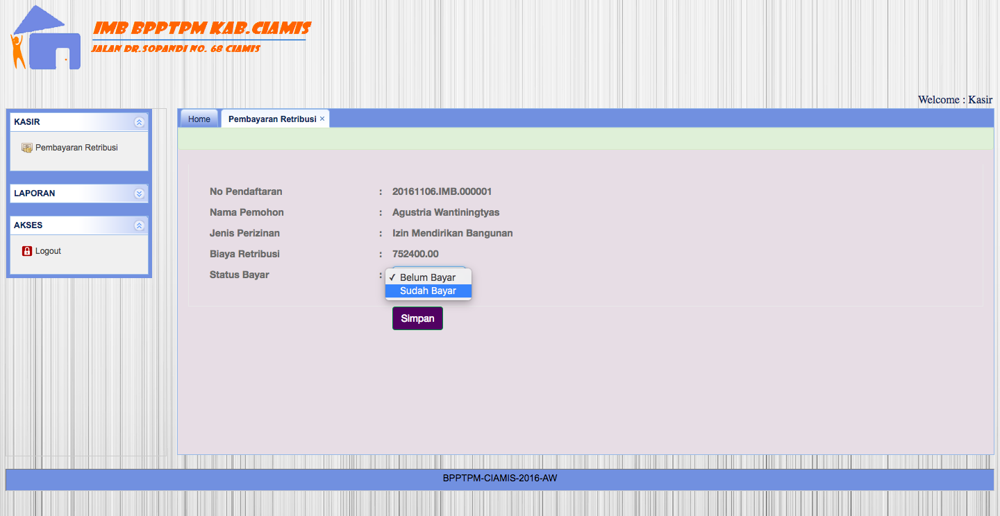 IMB BPPTPM KAB.CIAMIS
JALAN DR.SOPANDI NO. 68 CIAMIS
Welcome : Kasir
KASIR
Pembayaran Retribusi
LAPORAN
AKSES
Logout
Home
Pembayaran Retribusi ×
No Pendaftaran : 20161106.IMB.000001
Nama Pemohon : Agustria Wantiningtyas
Jenis Perizinan : Izin Mendirikan Bangunan
Biaya Retribusi : 752400.00
Status Bayar :
✓ Belum Bayar
Sudah Bayar
Simpan
BPPTPM-CIAMIS-2016-AW